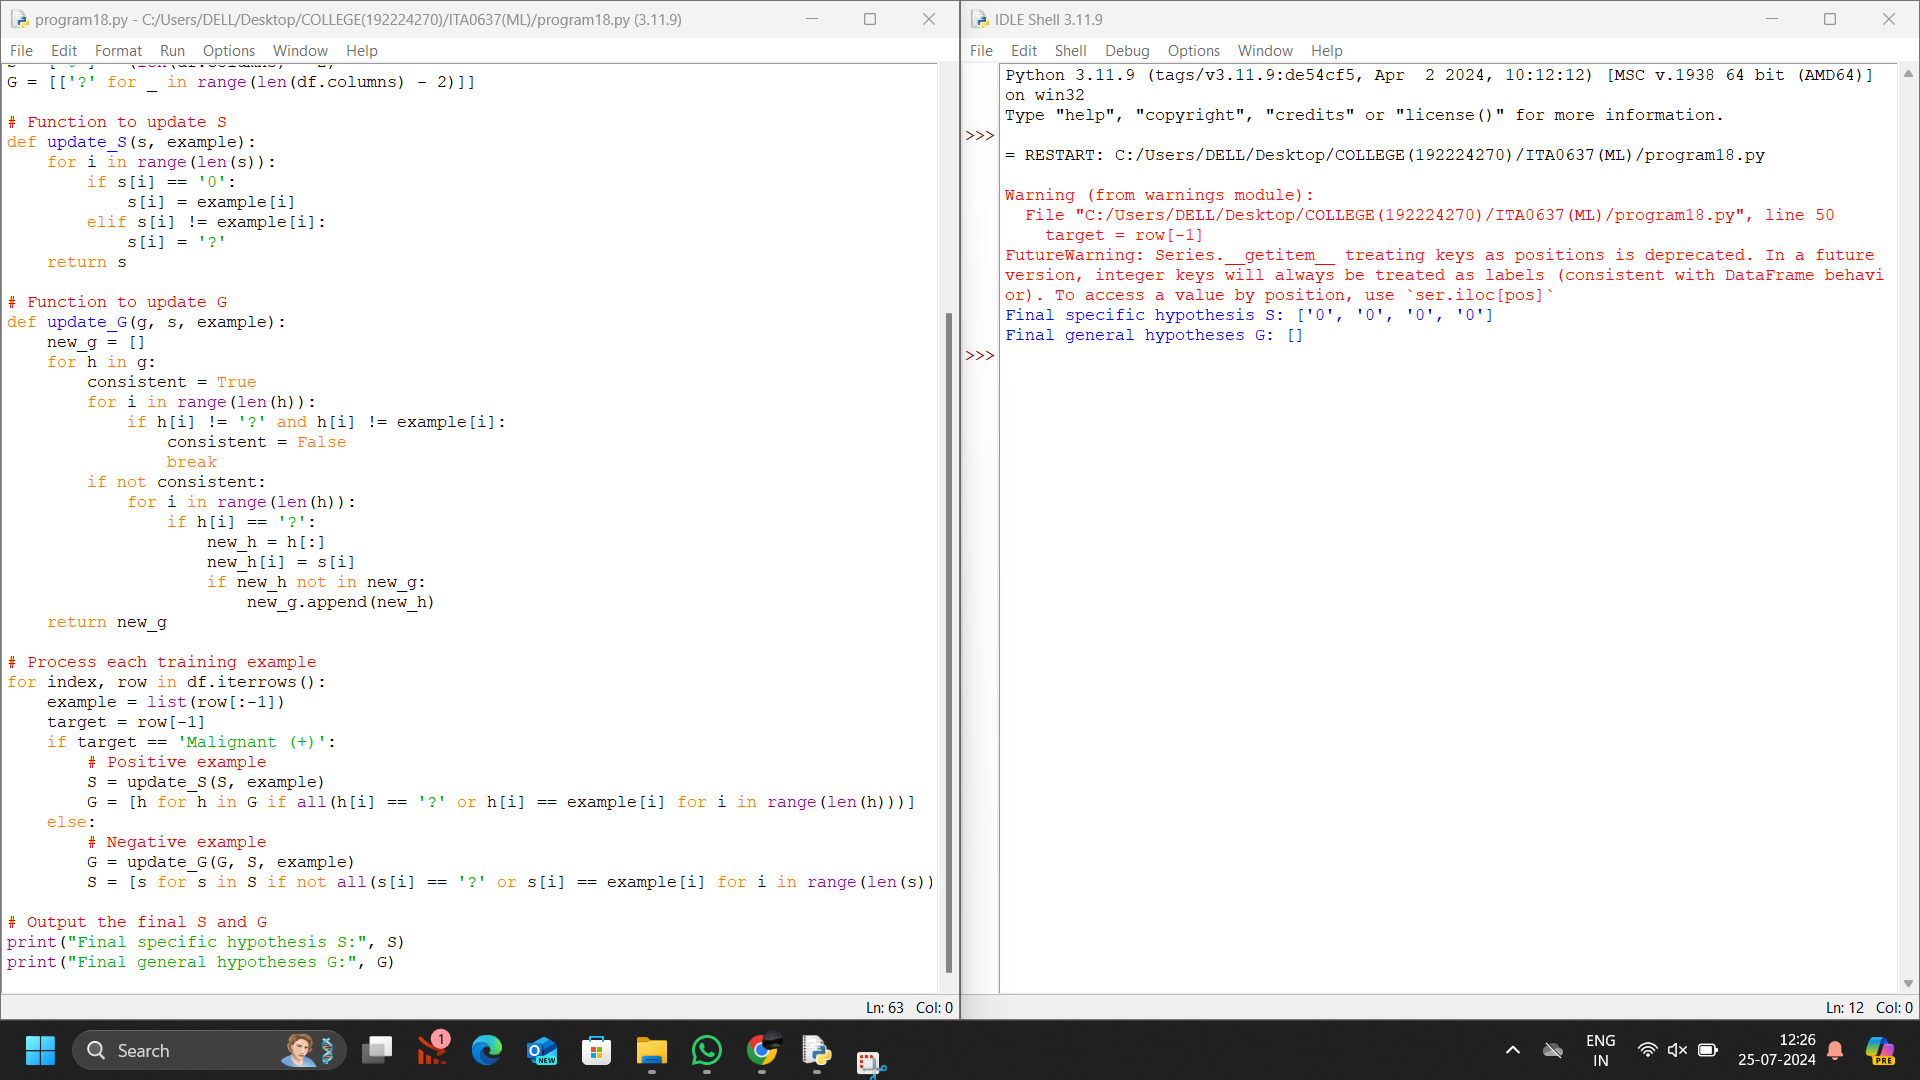 program18.py - C:/Users/DELL/Desktop/COLLEGE(192224270)/ITA0637(ML)/program18.py (3.11.9)
File Edit Format Run Options Window Help
G = [['?' for _ in range(len(df.columns) - 2)]]
# Function to update S
def update_S(s, example):
    for i in range(len(s)):
        if s[i] == '0':
            s[i] = example[i]
        elif s[i] != example[i]:
            s[i] = '?'
    return s
# Function to update G
def update_G(g, s, example):
    new_g = []
    for h in g:
        consistent = True
        for i in range(len(h)):
            if h[i] != '?' and h[i] != example[i]:
                consistent = False
                break
        if not consistent:
            for i in range(len(h)):
                if h[i] == '?':
                    new_h = h[:]
                    new_h[i] = s[i]
                    if new_h not in new_g:
                        new_g.append(new_h)
    return new_g
# Process each training example
for index, row in df.iterrows():
    example = list(row[:-1])
    target = row[-1]
    if target == 'Malignant (+)':
        # Positive example
        S = update_S(S, example)
        G = [h for h in G if all(h[i] == '?' or h[i] == example[i] for i in range(len(h)))]
    else:
        # Negative example
        G = update_G(G, S, example)
        S = [s for s in S if not all(s[i] == '?' or s[i] == example[i] for i in range(len(s))
# Output the final S and G
print("Final specific hypothesis S:", S)
print("Final general hypotheses G:", G)
Ln: 63 Col: 0
IDLE Shell 3.11.9
File Edit Shell Debug Options Window Help
Python 3.11.9 (tags/v3.11.9:de54cf5, Apr  2 2024, 10:12:12) [MSC v.1938 64 bit (AMD64)]
on win32
Type "help", "copyright", "credits" or "license()" for more information.
>>>
= RESTART: C:/Users/DELL/Desktop/COLLEGE(192224270)/ITA0637(ML)/program18.py
Warning (from warnings module):
  File "C:/Users/DELL/Desktop/COLLEGE(192224270)/ITA0637(ML)/program18.py", line 50
    target = row[-1]
FutureWarning: Series.__getitem__ treating keys as positions is deprecated. In a future
version, integer keys will always be treated as labels (consistent with DataFrame behavi
or). To access a value by position, use `ser.iloc[pos]`
Final specific hypothesis S: ['0', '0', '0', '0']
Final general hypotheses G: []
>>>
Ln: 12 Col: 0
Search
1
NEW
ENG
IN
12:26
25-07-2024
PRE